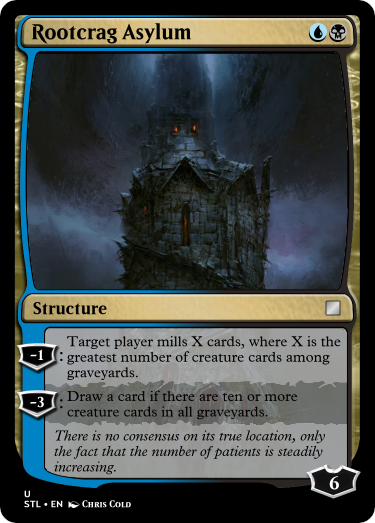 Rootcrag Asylum
Structure
-1: Target player mills X cards, where X is the
greatest number of creature cards among
graveyards.
-3: Draw a card if there are ten or more
creature cards in all graveyards.
There is no consensus on its true location, only
the fact that the number of patients is steadily
increasing.
6
U
STL • EN Chris Cold